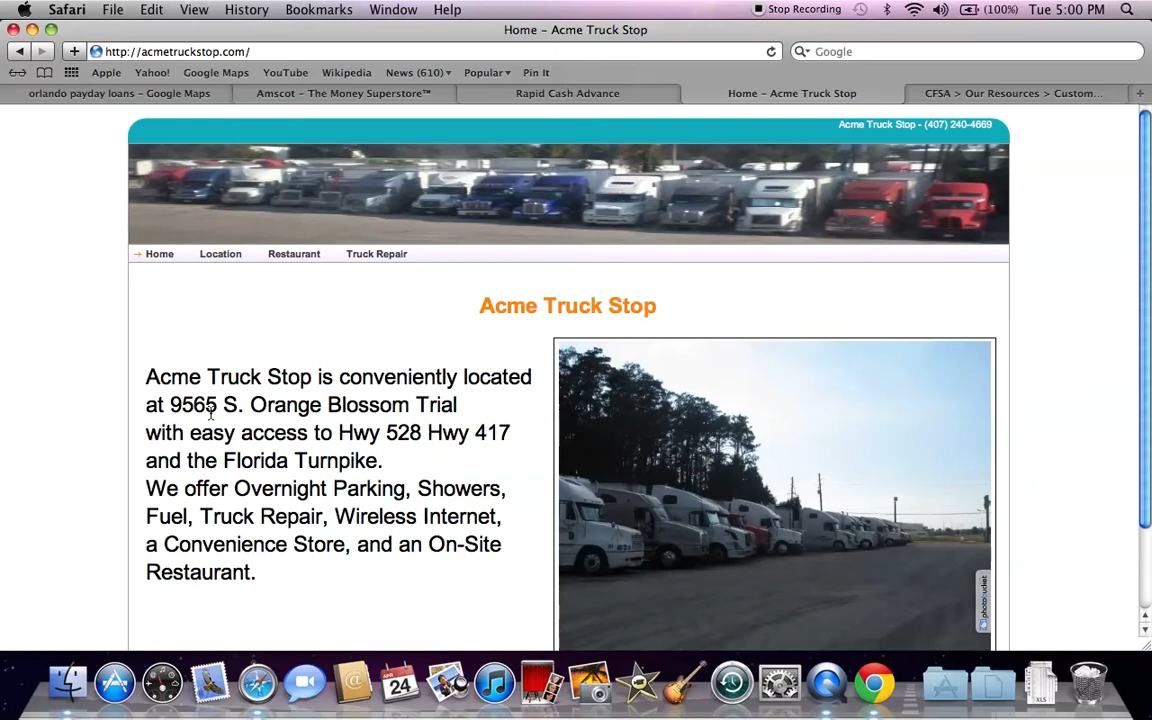 Safari File Edit View History Bookmarks Window Help Stop Recording (100%) Tue 5:00 PM
Home – Acme Truck Stop
http://acmetruckstop.com/ Google
Apple Yahoo! Google Maps YouTube Wikipedia News (610) Popular Pin It
orlando payday loans – Google Maps Amscot – The Money Superstore™ Rapid Cash Advance Home – Acme Truck Stop CFSA > Our Resources > Custom...
Acme Truck Stop - (407) 240-4669
Home Location Restaurant Truck Repair
Acme Truck Stop
Acme Truck Stop is conveniently located
at 9565 S. Orange Blossom Trial
with easy access to Hwy 528 Hwy 417
and the Florida Turnpike.
We offer Overnight Parking, Showers,
Fuel, Truck Repair, Wireless Internet,
a Convenience Store, and an On-Site
Restaurant.
photobucket
APR
24